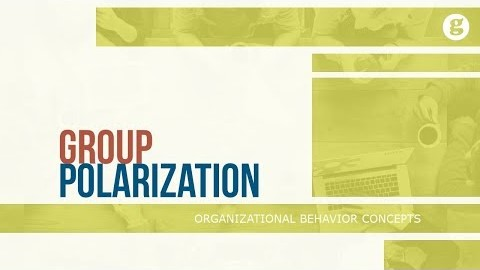 g
GROUP
POLARIZATION
ORGANIZATIONAL BEHAVIOR CONCEPTS